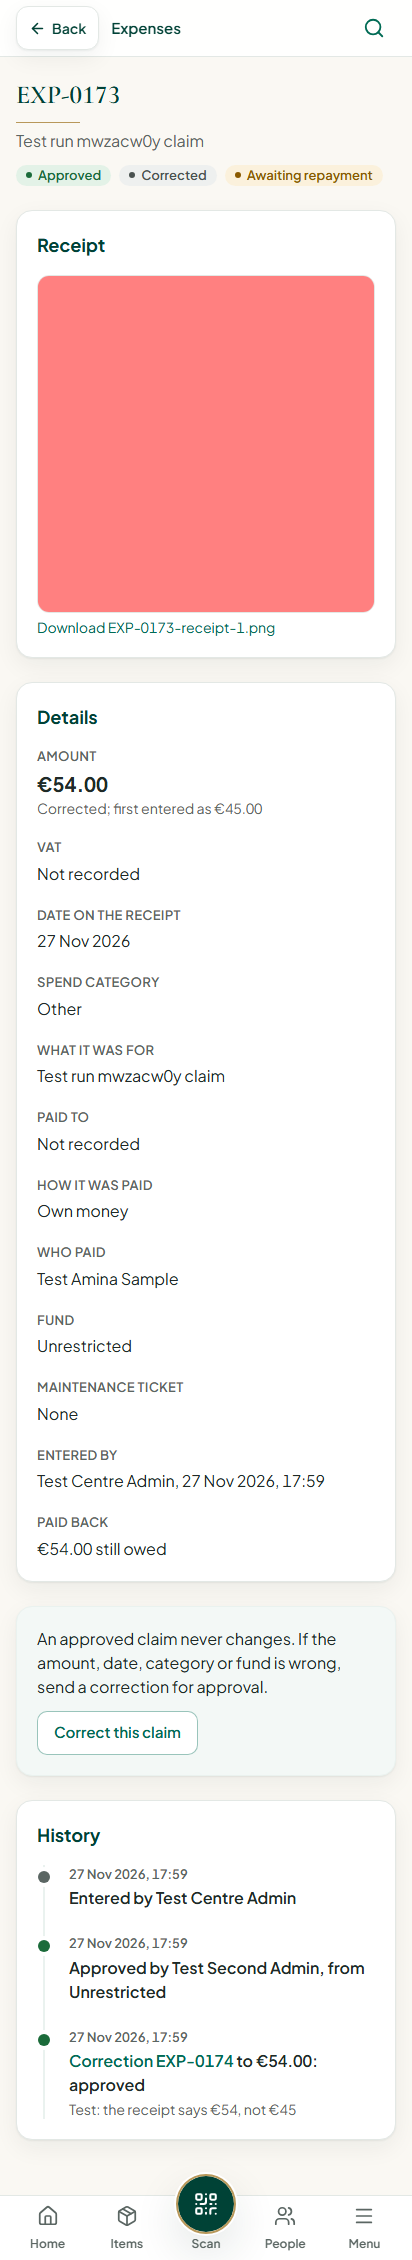 Back
Expenses
EXP-0173
Test run mwzacw0y claim
Approved
Corrected
Awaiting repayment
Receipt
Download EXP-0173-receipt-1.png
Details
AMOUNT
€54.00
Corrected; first entered as €45.00
VAT
Not recorded
DATE ON THE RECEIPT
27 Nov 2026
SPEND CATEGORY
Other
WHAT IT WAS FOR
Test run mwzacw0y claim
PAID TO
Not recorded
HOW IT WAS PAID
Own money
WHO PAID
Test Amina Sample
FUND
Unrestricted
MAINTENANCE TICKET
None
ENTERED BY
Test Centre Admin, 27 Nov 2026, 17:59
PAID BACK
€54.00 still owed
An approved claim never changes. If the
amount, date, category or fund is wrong,
send a correction for approval.
Correct this claim
History
27 Nov 2026, 17:59
Entered by Test Centre Admin
27 Nov 2026, 17:59
Approved by Test Second Admin, from
Unrestricted
27 Nov 2026, 17:59
Correction EXP-0174 to €54.00:
approved
Test: the receipt says €54, not €45
Home
Items
Scan
People
Menu